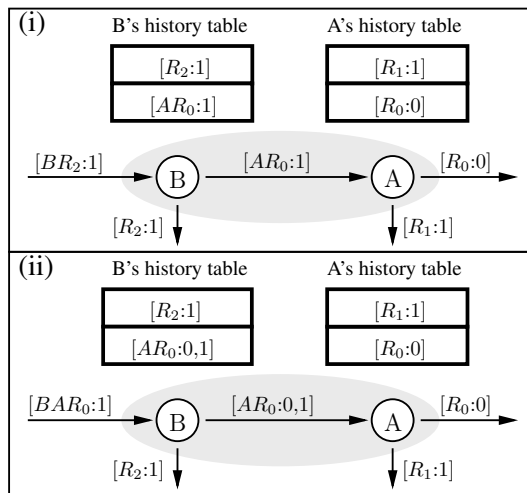 (i)
B's history table A's history table
[R2:1] [R1:1]
[AR0:1] [R0:0]
[BR2:1] B [AR0:1] A [R0:0]
[R2:1] [R1:1]
(ii)
B's history table A's history table
[R2:1] [R1:1]
[AR0:0,1] [R0:0]
[BAR0:1] B [AR0:0,1] A [R0:0]
[R2:1] [R1:1]